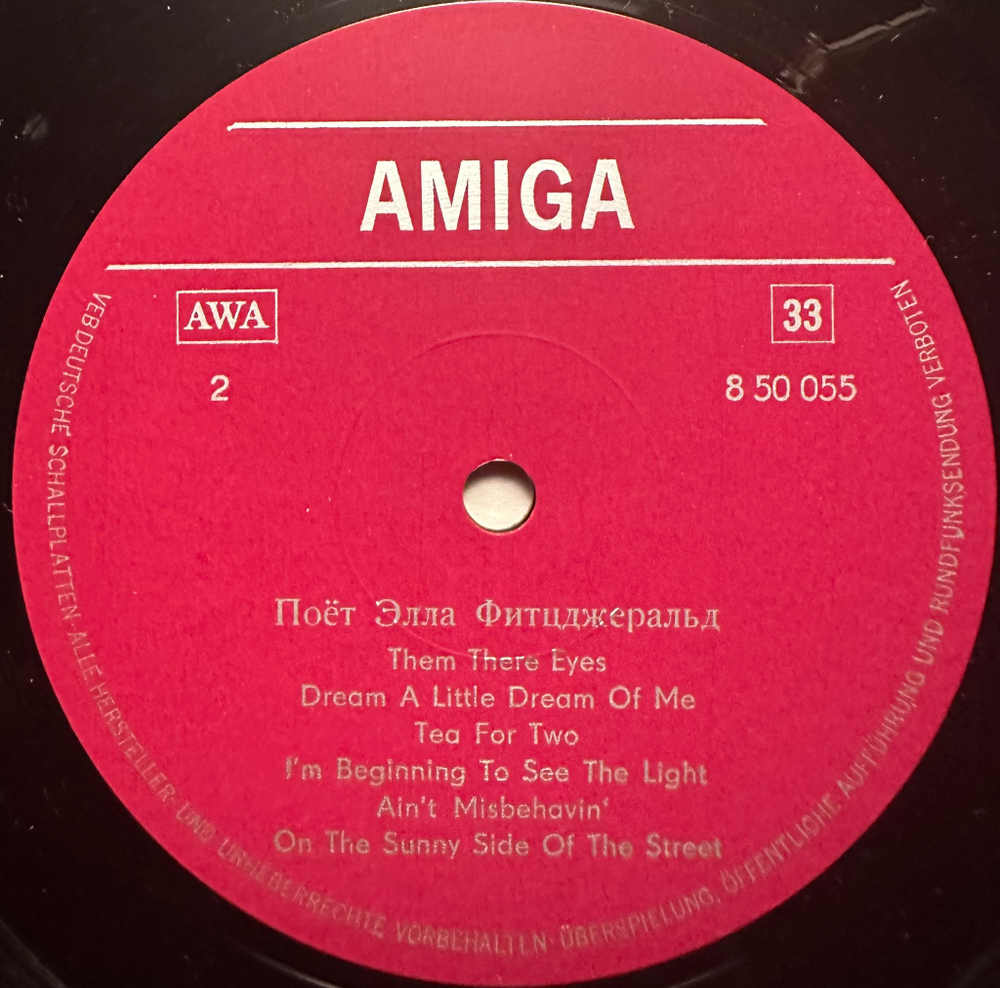 AMIGA
AWA
33
2
8 50 055
Поёт Элла Фитцджеральд
Them There Eyes
Dream A Little Dream Of Me
Tea For Two
I'm Beginning To See The Light
Ain't Misbehavin'
On The Sunny Side Of The Street
VEB DEUTSCHE SCHALLPLATTEN · ALLE HERSTELLER- UND URHEBERRECHTE VORBEHALTEN · ÜBERSPIELUNG, ÖFFENTLICHE AUFFÜHRUNG UND RUNDFUNKSENDUNG VERBOTEN